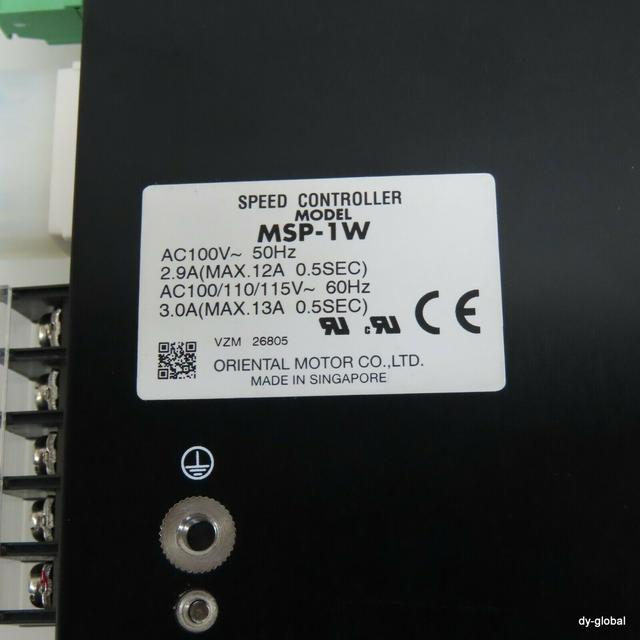 SPEED CONTROLLER
MODEL
MSP-1W
AC100V~ 50Hz
2.9A(MAX.12A 0.5SEC)
AC100/110/115V~ 60Hz
3.0A(MAX.13A 0.5SEC)
VZM 26805
ORIENTAL MOTOR CO.,LTD.
MADE IN SINGAPORE
dy-global